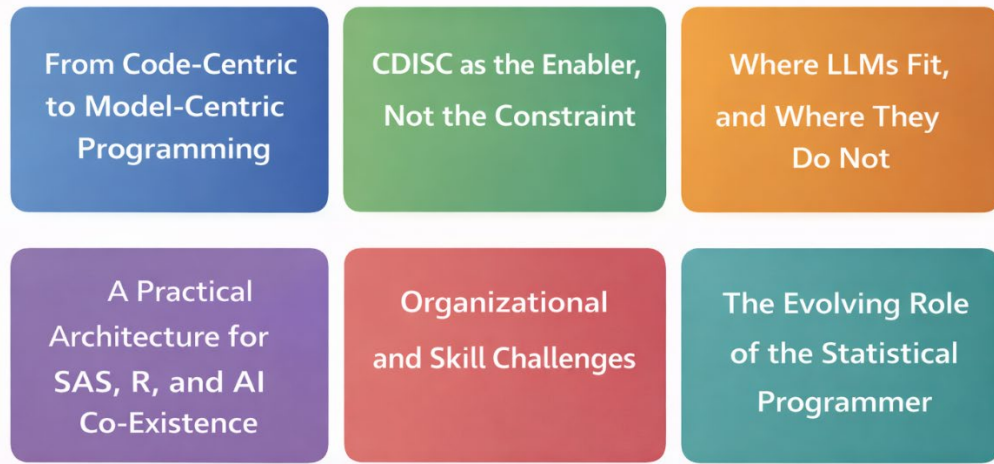 From Code-Centric
to Model-Centric
Programming
CDISC as the Enabler,
Not the Constraint
Where LLMs Fit,
and Where They
Do Not
A Practical
Architecture for
SAS, R, and AI
Co-Existence
Organizational
and Skill Challenges
The Evolving Role
of the Statistical
Programmer